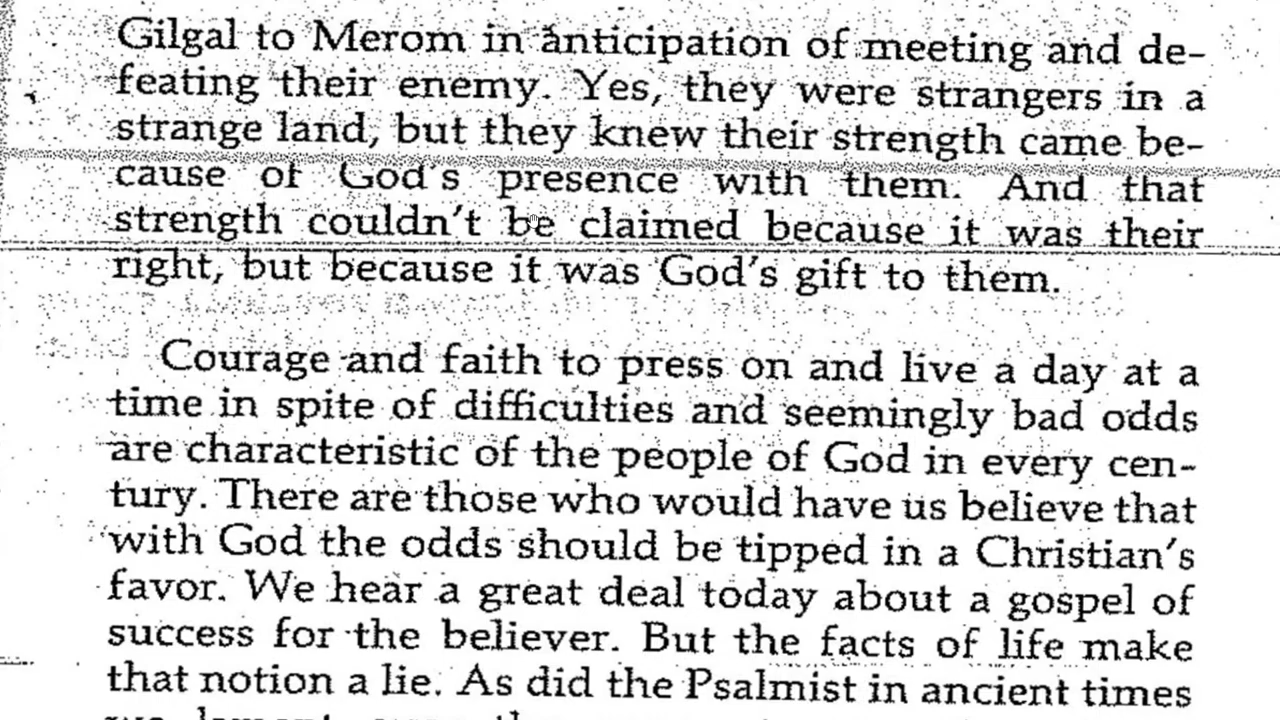 Gilgal to Merom in anticipation of meeting and de-
feating their enemy. Yes, they were strangers in a
strange land, but they knew their strength came be-
cause of God's presence with them. And that
strength couldn't be claimed because it was their
right, but because it was God's gift to them.
Courage and faith to press on and live a day at a
time in spite of difficulties and seemingly bad odds
are characteristic of the people of God in every cen-
tury. There are those who would have us believe that
with God the odds should be tipped in a Christian's
favor. We hear a great deal today about a gospel of
success for the believer. But the facts of life make
that notion a lie. As did the Psalmist in ancient times